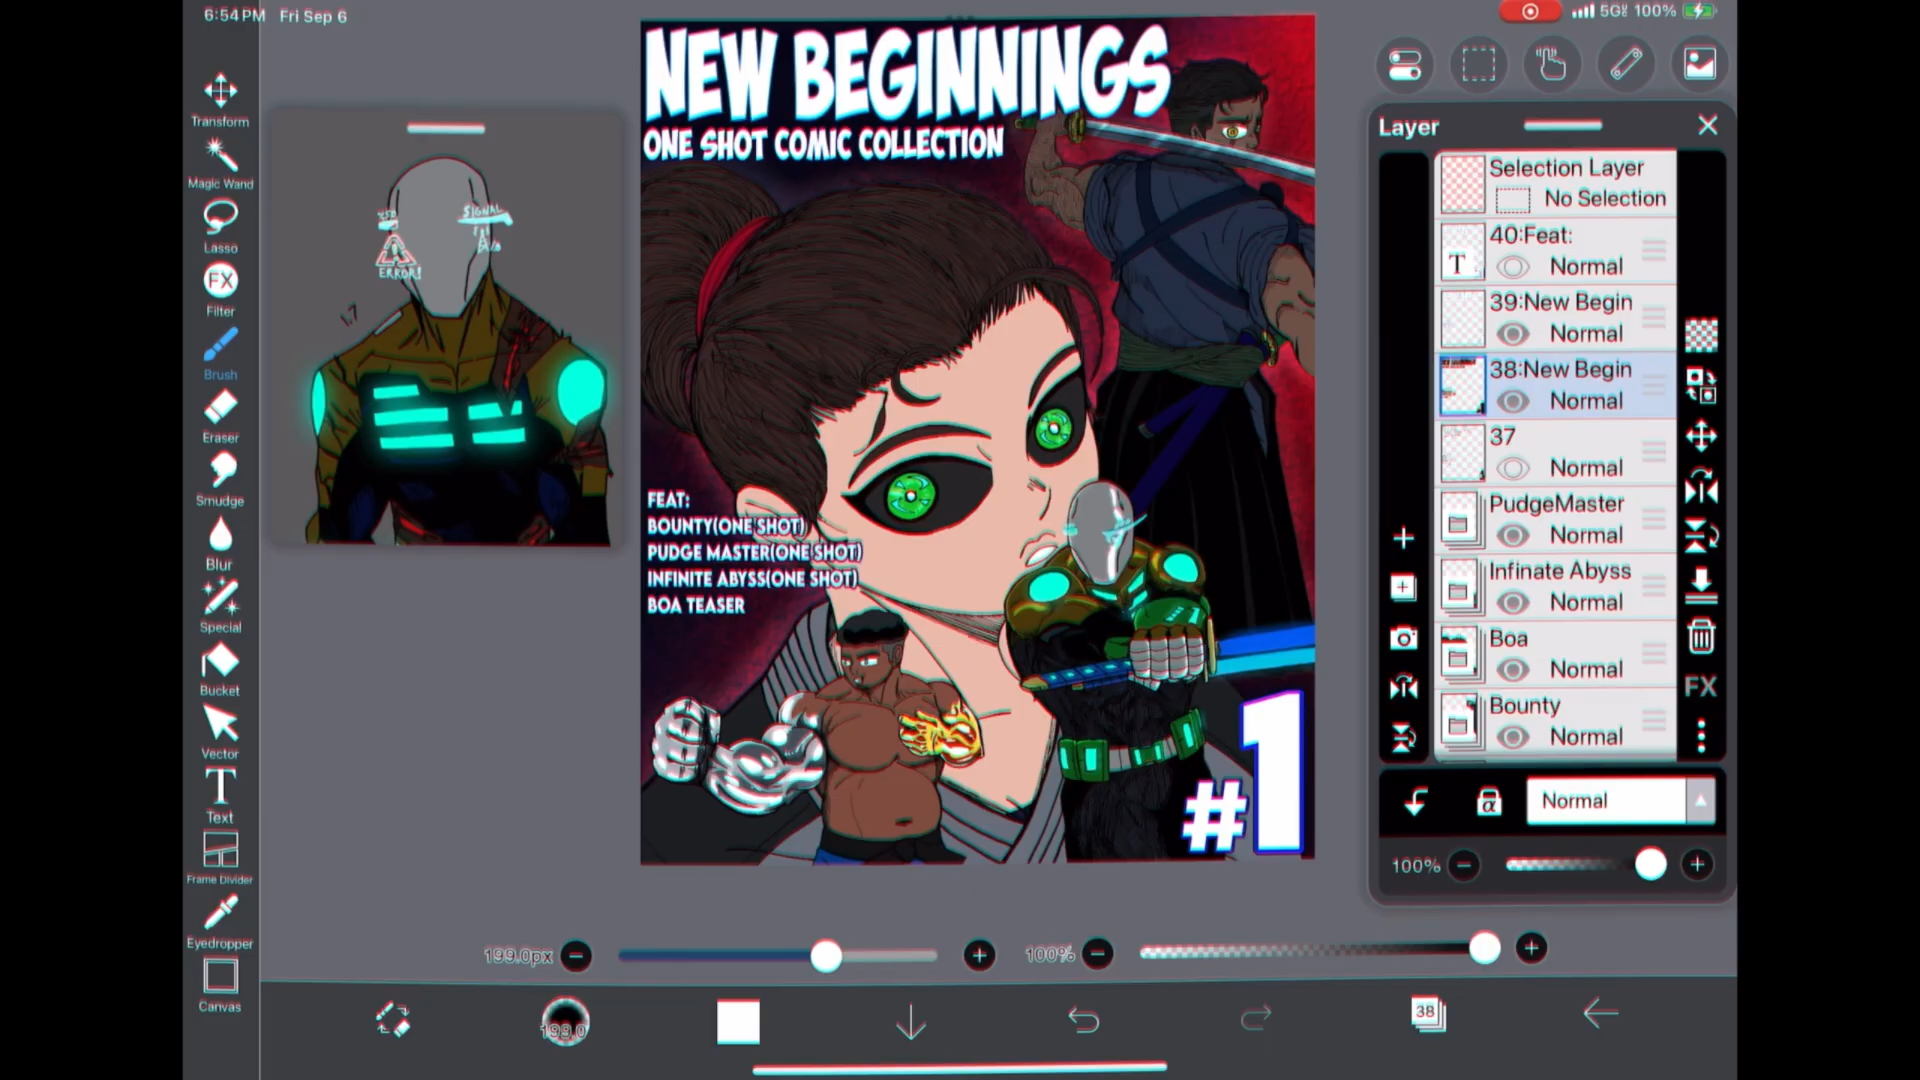 6:54 PM Fri Sep 6
5G 100%
Transform
Magic Wand
Lasso
FX
Filter
Brush
Eraser
Smudge
Blur
Special
Bucket
Vector
T
Text
Frame Divider
Eyedropper
Canvas
SIGNAL
ERROR!
NEW BEGINNINGS
ONE SHOT COMIC COLLECTION
FEAT:
BOUNTY(ONE SHOT)
PUDGE MASTER(ONE SHOT)
INFINITE ABYSS(ONE SHOT)
BOA TEASER
#1
Layer
Selection Layer
No Selection
40:Feat:
T
Normal
39:New Begin
Normal
38:New Begin
Normal
37
Normal
PudgeMaster
Normal
Infinate Abyss
Normal
Boa
Normal
Bounty
Normal
FX
α
Normal
100%
199.0px
100%
199.0
38